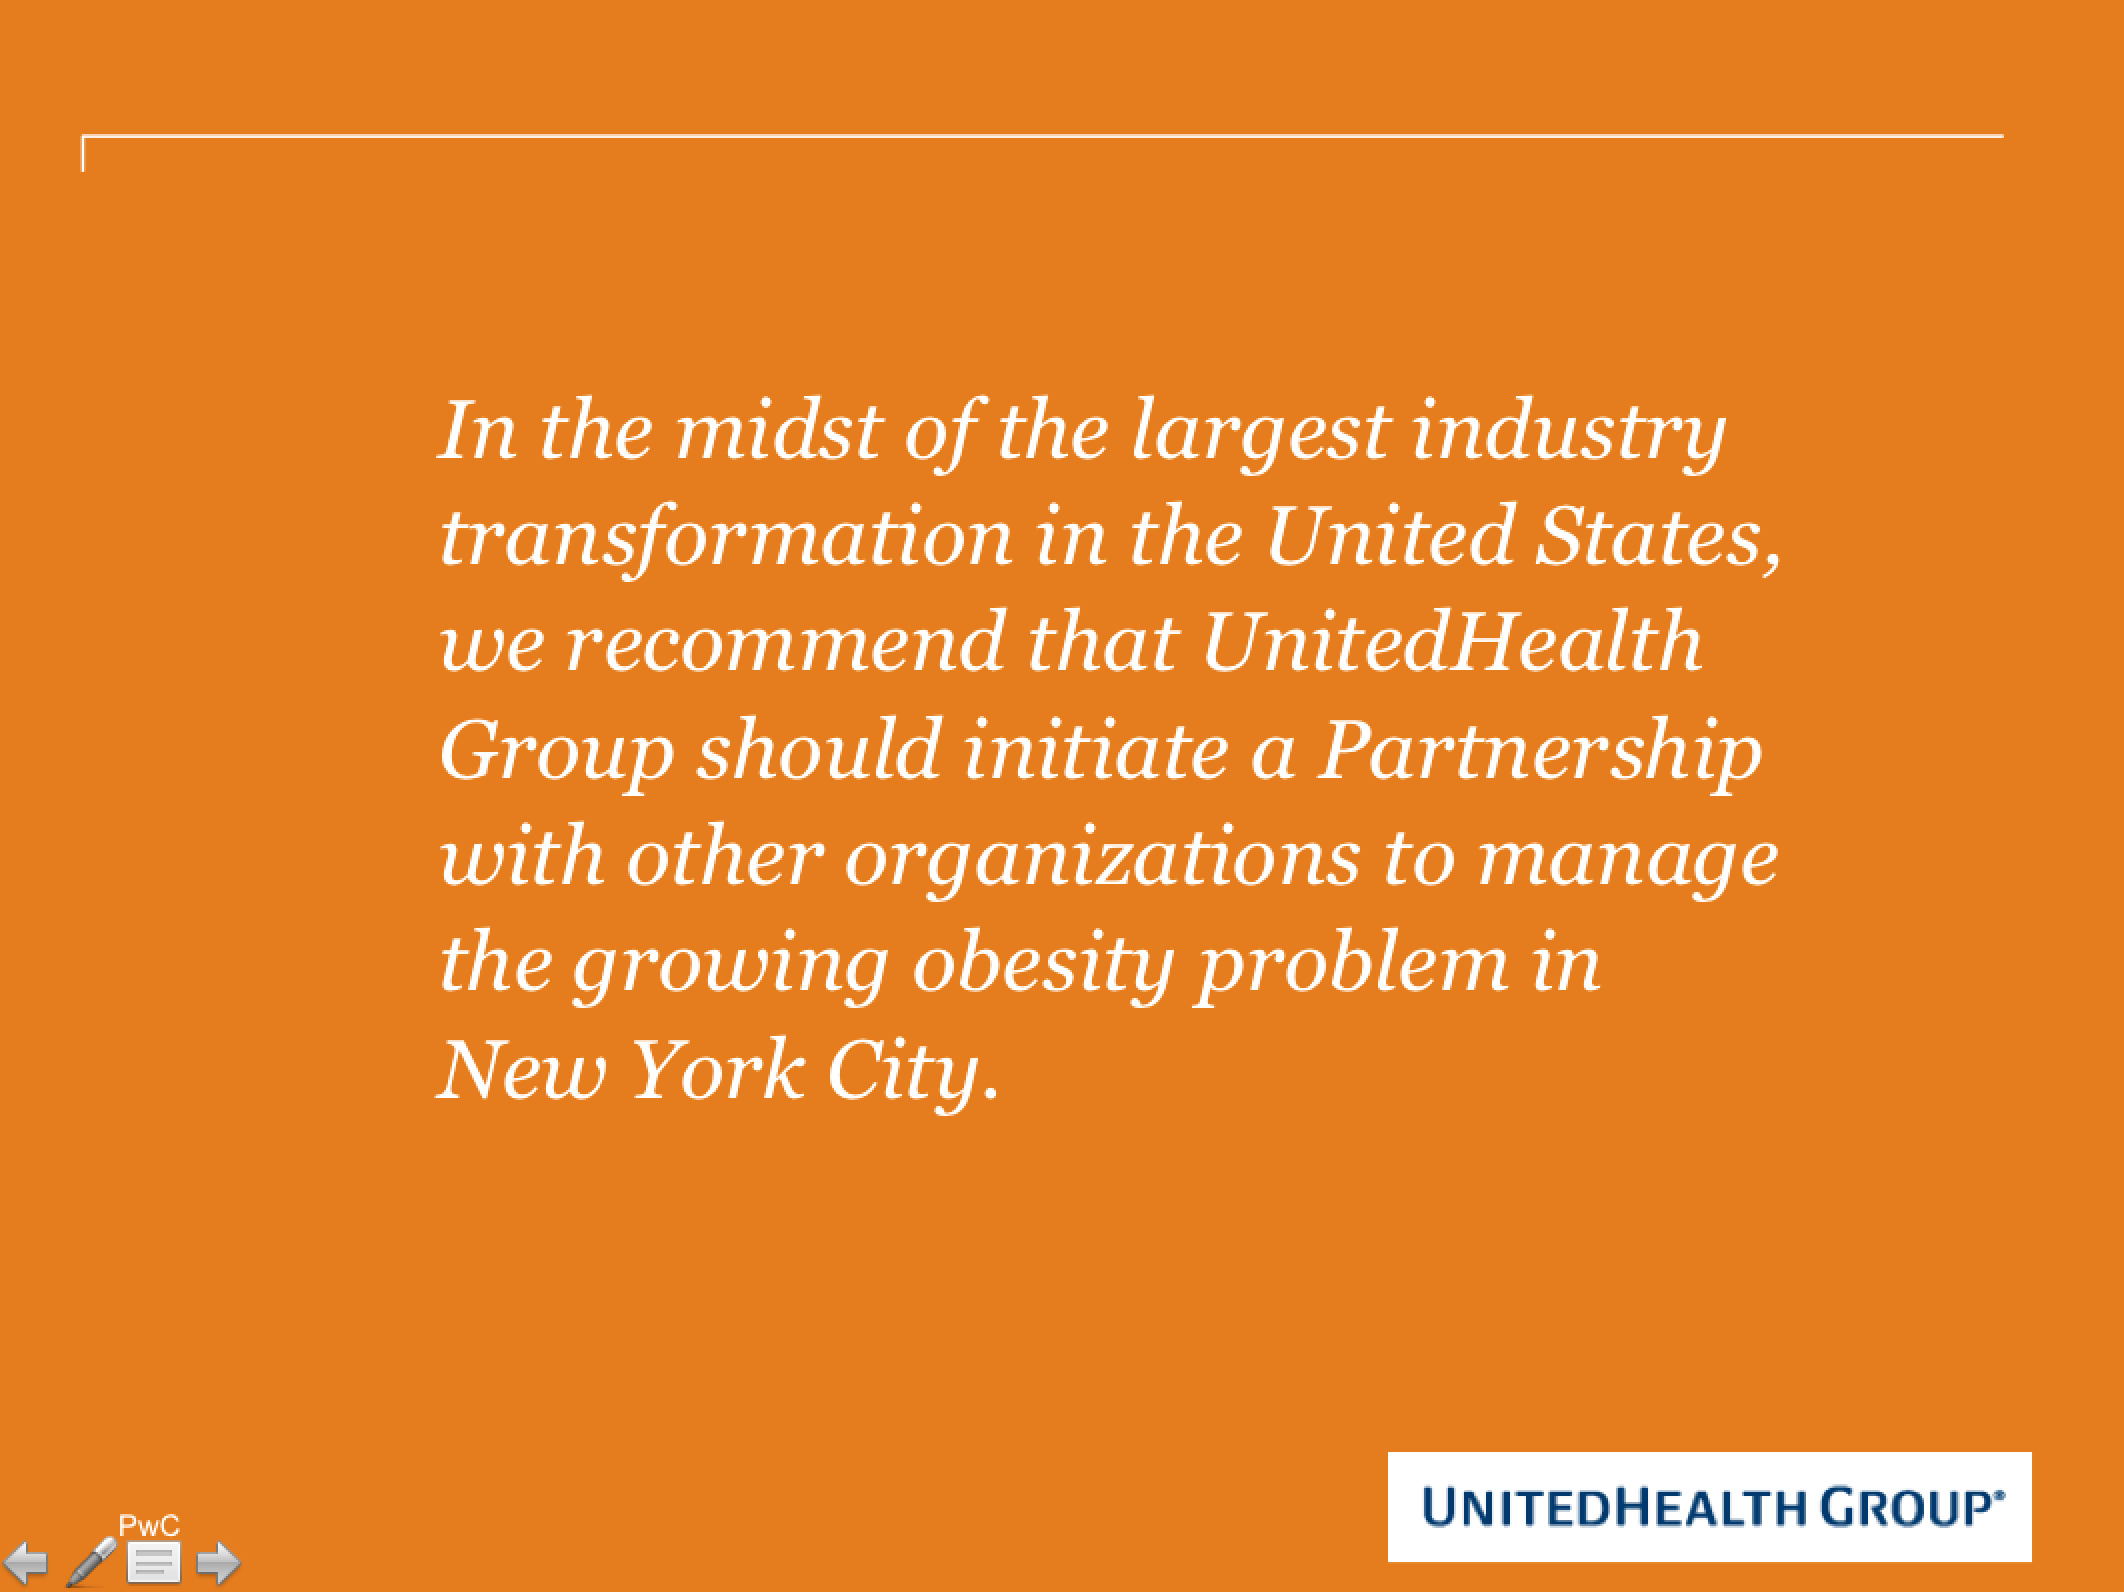 In the midst of the largest industry
transformation in the United States,
we recommend that UnitedHealth
Group should initiate a Partnership
with other organizations to manage
the growing obesity problem in
New York City.
PwC
UNITEDHEALTH GROUP®